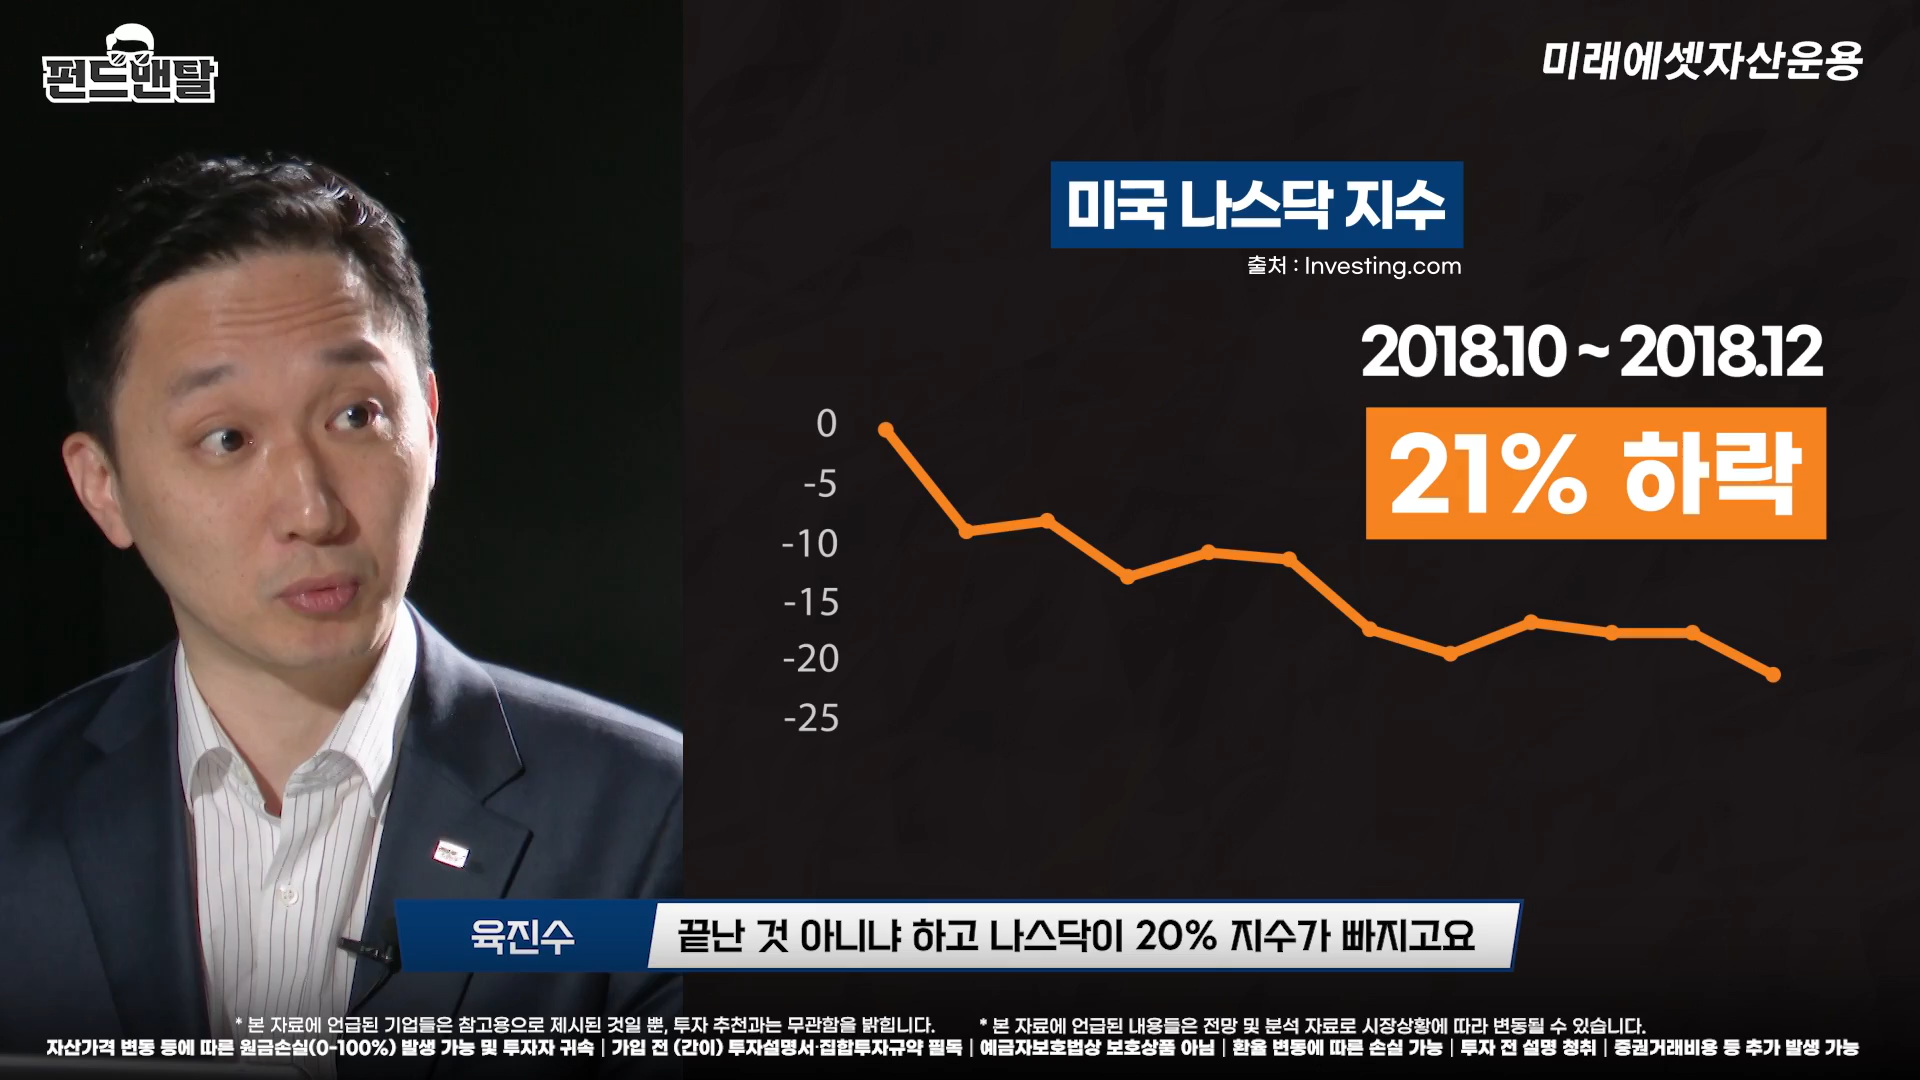 펀드맨탈
미래에셋자산운용
미국 나스닥 지수
출처 : Investing.com
2018.10 ~ 2018.12
21% 하락
0
-5
-10
-15
-20
-25
육진수
끝난 것 아니냐 하고 나스닥이 20% 지수가 빠지고요
* 본 자료에 언급된 기업들은 참고용으로 제시된 것일 뿐, 투자 추천과는 무관함을 밝힙니다.
* 본 자료에 언급된 내용들은 전망 및 분석 자료로 시장상황에 따라 변동될 수 있습니다.
자산가격 변동 등에 따른 원금손실(0-100%) 발생 가능 및 투자자 귀속 | 가입 전 (간이) 투자설명서·집합투자규약 필독 | 예금자보호법상 보호상품 아님 | 환율 변동에 따른 손실 가능 | 투자 전 설명 청취 | 증권거래비용 등 추가 발생 가능